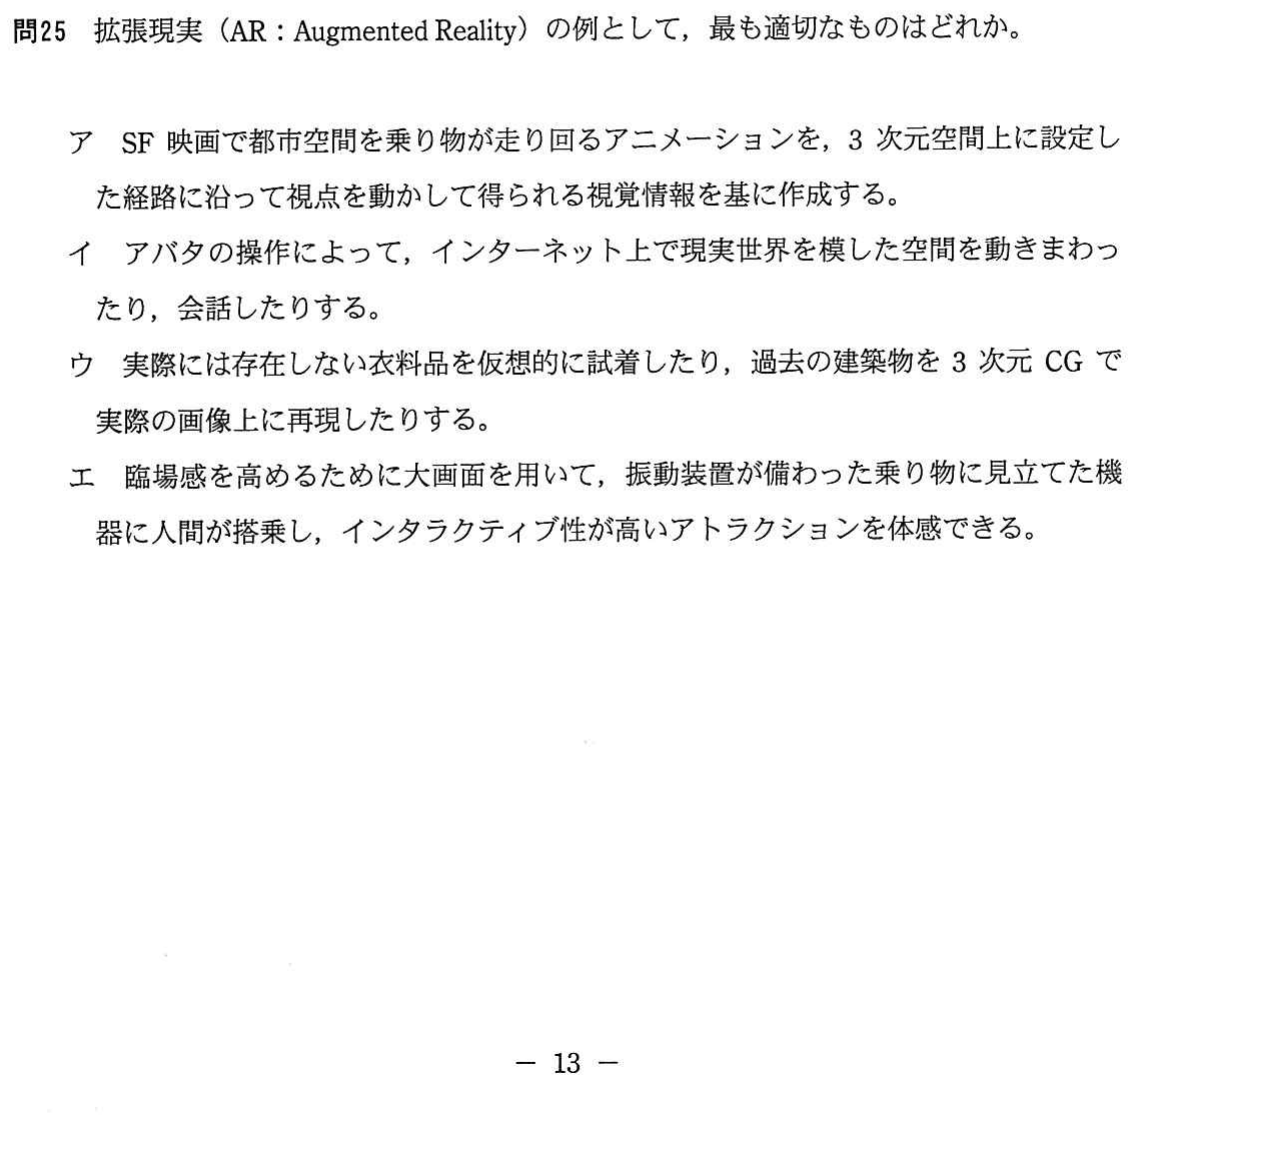 問25 拡張現実（AR：Augmented Reality）の例として，最も適切なものはどれか。
ア SF 映画で都市空間を乗り物が走り回るアニメーションを，3 次元空間上に設定し
た経路に沿って視点を動かして得られる視覚情報を基に作成する。
イ アバタの操作によって，インターネット上で現実世界を模した空間を動きまわっ
たり，会話したりする。
ウ 実際には存在しない衣料品を仮想的に試着したり，過去の建築物を 3 次元 CG で
実際の画像上に再現したりする。
エ 臨場感を高めるために大画面を用いて，振動装置が備わった乗り物に見立てた機
器に人間が搭乗し，インタラクティブ性が高いアトラクションを体感できる。
－ 13 －